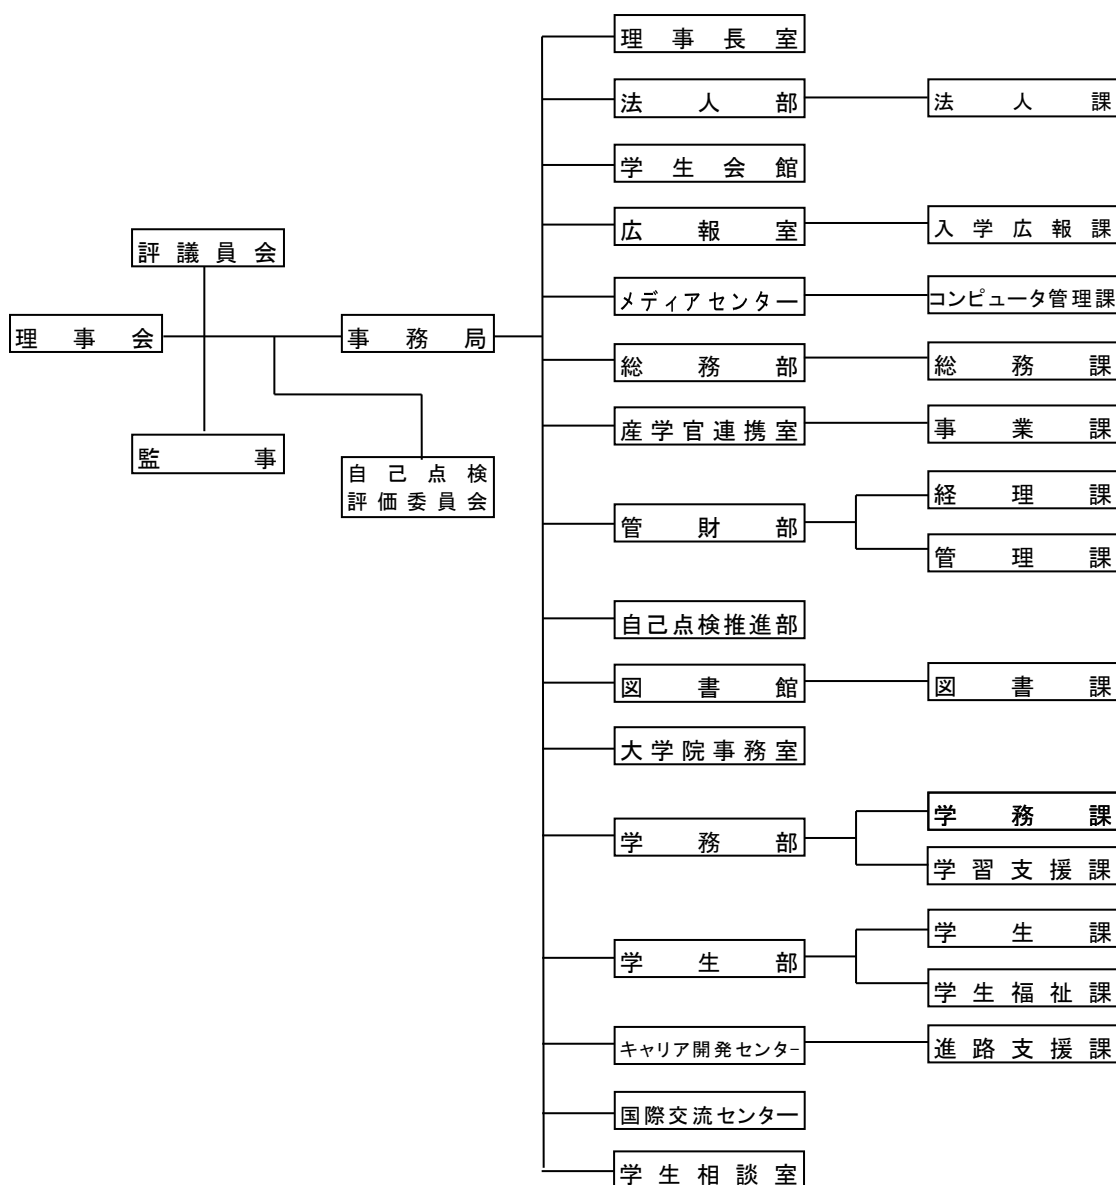 理事長室
法人部
法人課
学生会館
広報室
入学広報課
評議員会
メディアセンター
コンピュータ管理課
理事会
事務局
総務部
総務課
産学官連携室
事業課
監事
自己点検
評価委員会
管財部
経理課
管理課
自己点検推進部
図書館
図書課
大学院事務室
学務部
学務課
学習支援課
学生部
学生課
学生福祉課
キャリア開発センター
進路支援課
国際交流センター
学生相談室